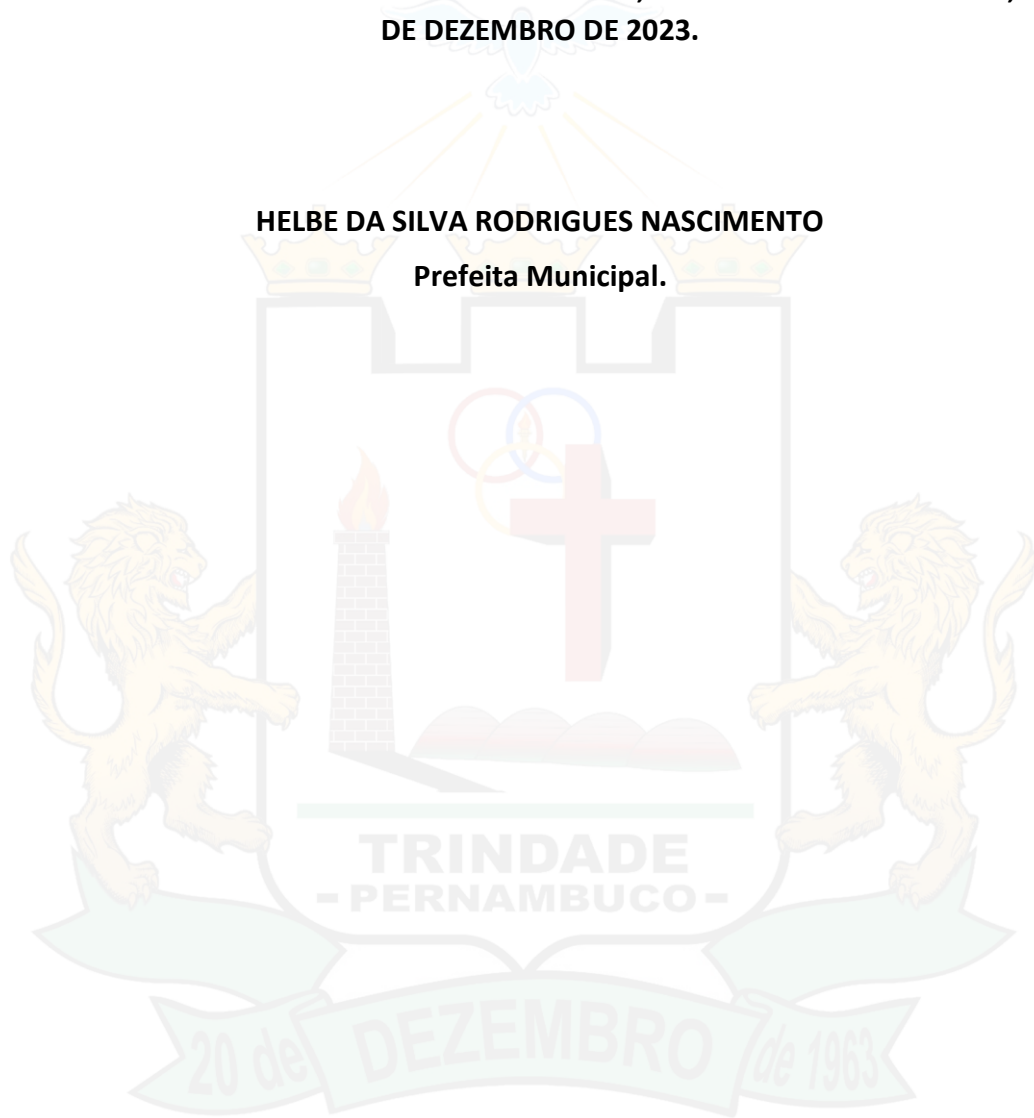 DE DEZEMBRO DE 2023.
HELBE DA SILVA RODRIGUES NASCIMENTO
Prefeita Municipal.
TRINDADE
- PERNAMBUCO -
20 de DEZEMBRO de 1963